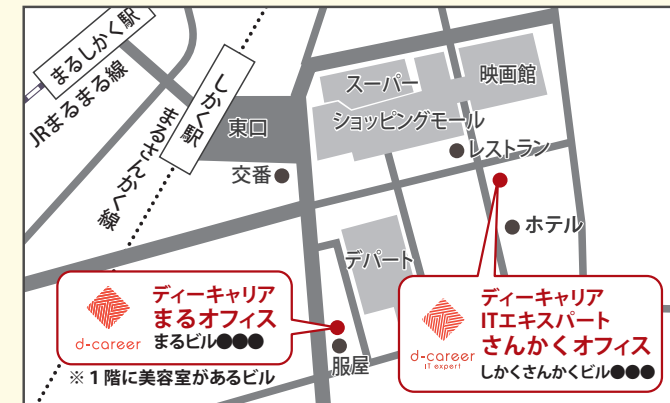 まるしかく駅
JRまるまる線
しかく駅
まるさんかく線
東口
交番
スーパー
映画館
ショッピングモール
レストラン
ホテル
デパート
服屋
d-career
ディーキャリア
まるオフィス
まるビル●●●
※1階に美容室があるビル
d-career
IT expert
ディーキャリア
ITエキスパート
さんかくオフィス
しかくさんかくビル●●●